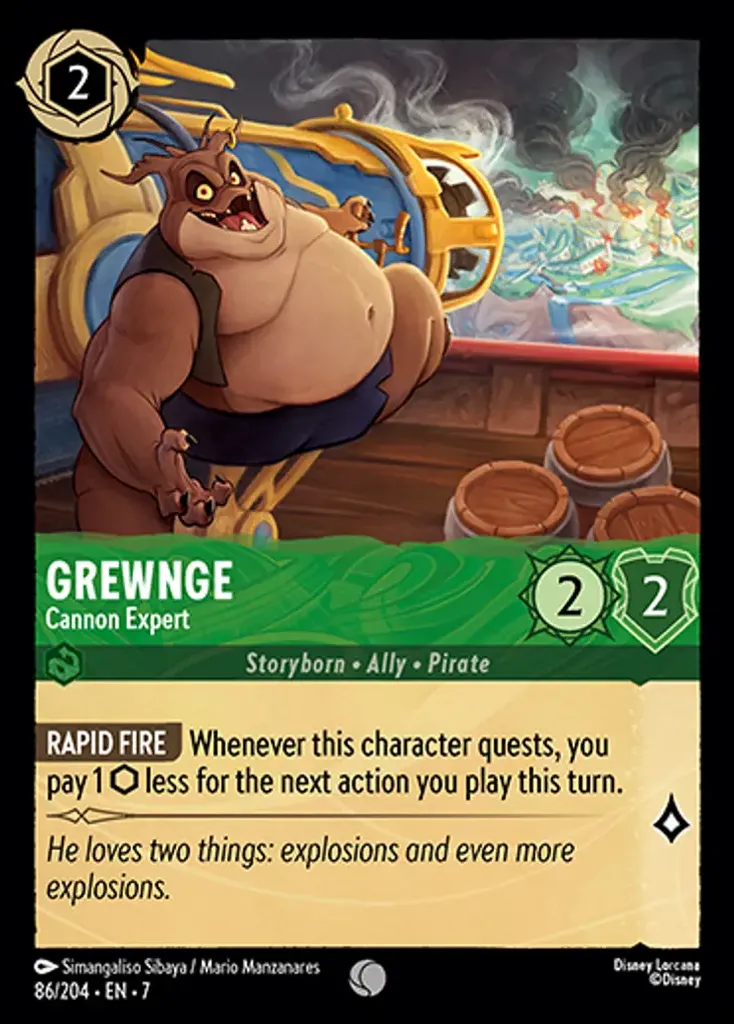 2
GREWNGE
Cannon Expert
2 2
Storyborn • Ally • Pirate
RAPID FIRE Whenever this character quests, you
pay 1 ⬡ less for the next action you play this turn.
He loves two things: explosions and even more
explosions.
Simangaliso Sibaya / Mario Manzanares
Disney Lorcana
86/204 • EN • 7
©Disney